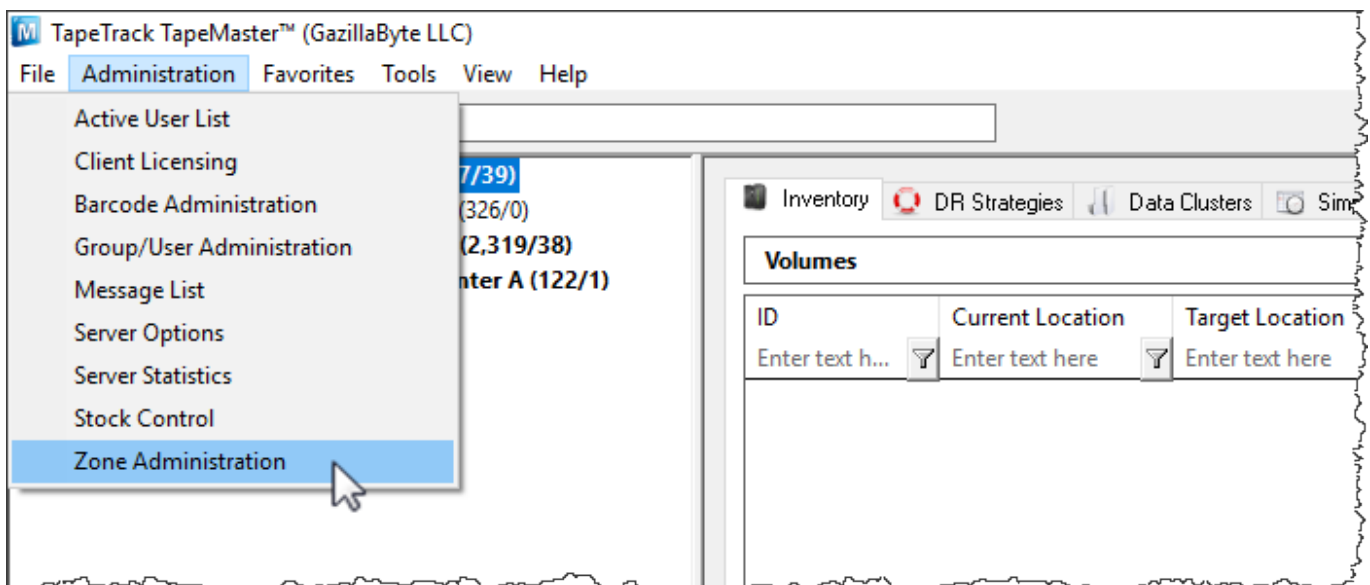 TapeTrack TapeMaster™ (GazillaByte LLC)
File Administration Favorites Tools View Help
Active User List
Client Licensing
Barcode Administration
Group/User Administration
Message List
Server Options
Server Statistics
Stock Control
Zone Administration
7/39)
(326/0)
(2,319/38)
nter A (122/1)
Inventory DR Strategies Data Clusters Sim
Volumes
ID Current Location Target Location
Enter text h... Enter text here Enter text here